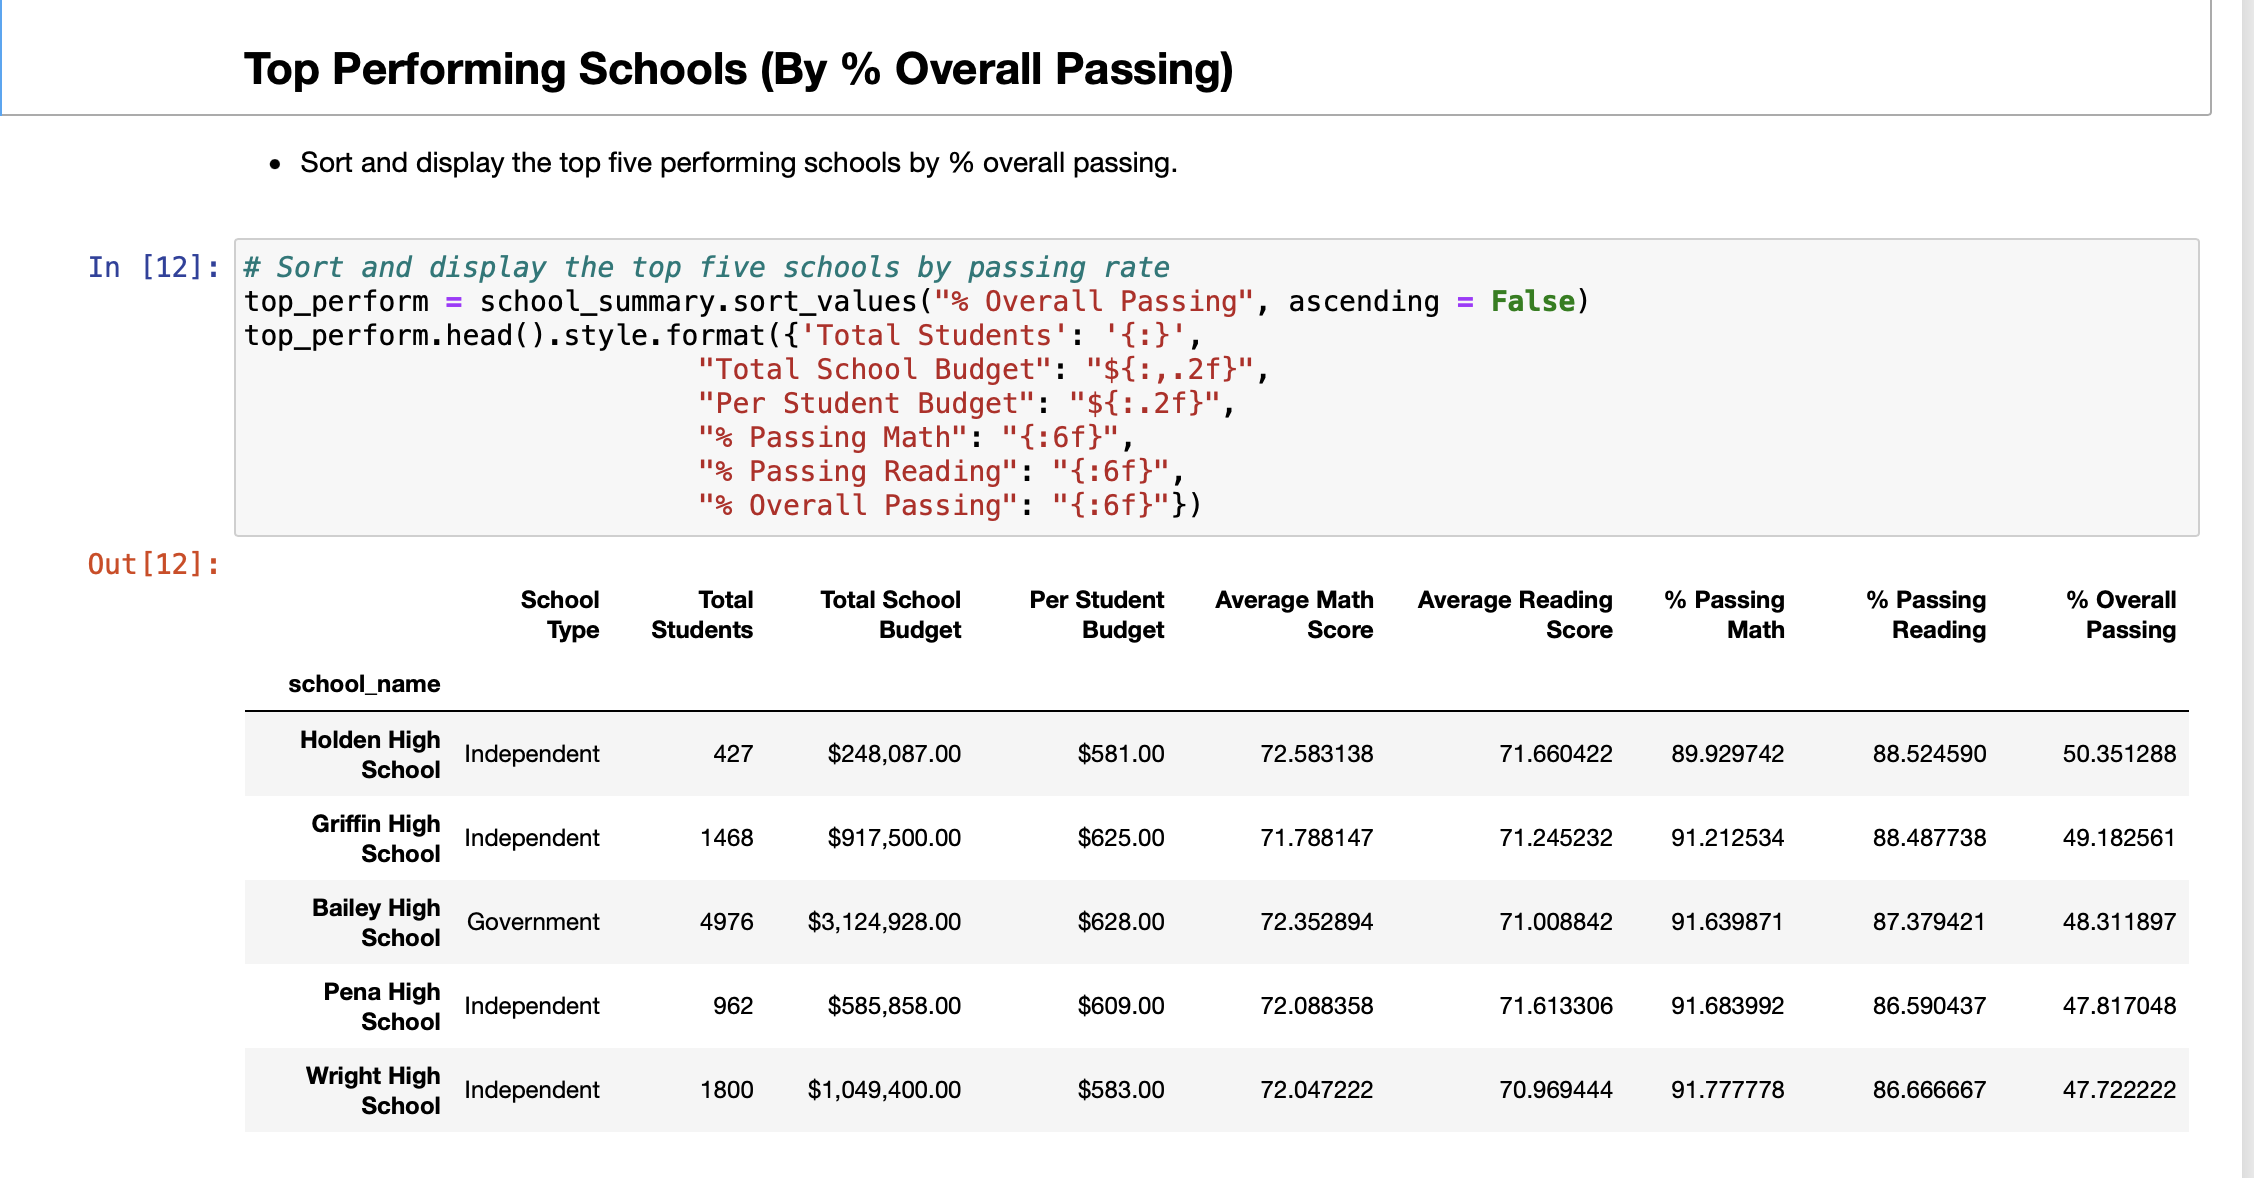 Top Performing Schools (By % Overall Passing)
• Sort and display the top five performing schools by % overall passing.
In [12]:
# Sort and display the top five schools by passing rate
top_perform = school_summary.sort_values("% Overall Passing", ascending = False)
top_perform.head().style.format({'Total Students': '{:}',
"Total School Budget": "${:,.2f}",
"Per Student Budget": "${:.2f}",
"% Passing Math": "{:6f}",
"% Passing Reading": "{:6f}",
"% Overall Passing": "{:6f}"})
Out[12]:
School Total Total School Per Student Average Math Average Reading % Passing % Passing % Overall
Type Students Budget Budget Score Score Math Reading Passing
school_name
Holden High
School Independent 427 $248,087.00 $581.00 72.583138 71.660422 89.929742 88.524590 50.351288
Griffin High
School Independent 1468 $917,500.00 $625.00 71.788147 71.245232 91.212534 88.487738 49.182561
Bailey High
School Government 4976 $3,124,928.00 $628.00 72.352894 71.008842 91.639871 87.379421 48.311897
Pena High
School Independent 962 $585,858.00 $609.00 72.088358 71.613306 91.683992 86.590437 47.817048
Wright High
School Independent 1800 $1,049,400.00 $583.00 72.047222 70.969444 91.777778 86.666667 47.722222